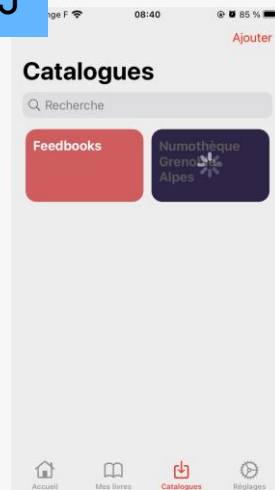 nge F 08:40 85 %
Ajouter
Catalogues
Recherche
Feedbooks
Numothèque
Grenoble
Alpes
Accueil Mes livres Catalogues Réglages